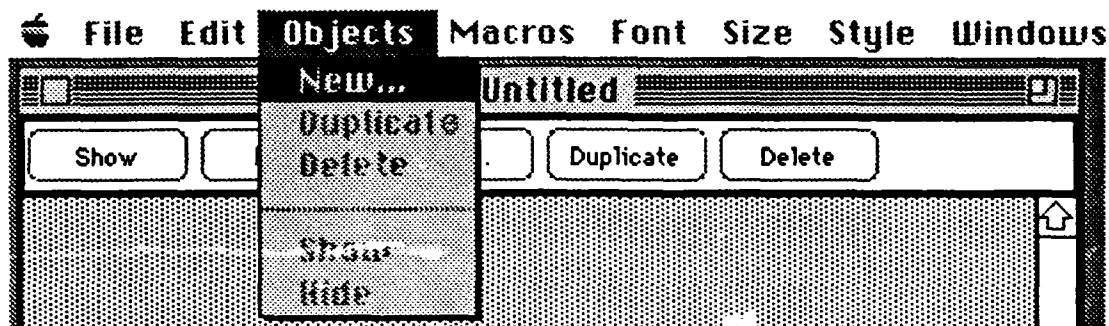 File Edit Objects Macros Font Size Style Windows
New... Untitled
Duplicate
Show Duplicate Delete
Delete
Show
Hide